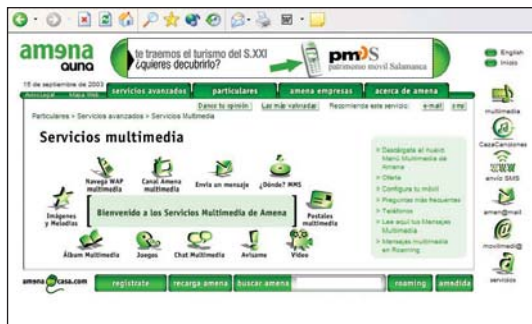 amena
auna
te traemos el turismo del S.XXI
¿quieres decubrirlo?
pmDS
patrimonio móvil Salamanca
English
Inicio
15 de septiembre de 2003
Mapa Web
servicios avanzados
particulares
amena empresas
acerca de amena
Danos tu opinión
Las más valoradas
Recomienda este servicio:
e-mail
sms
Particulares > Servicios avanzados > Servicios Multimedia
Servicios multimedia
Navega WAP
multimedia
Canal Amena
multimedia
Envía un mensaje
¿Dónde? MMS
Imágenes
y Melodías
Bienvenido a los Servicios Multimedia de Amena
Postales
multimedia
Álbum Multimedia
Juegos
Chat Multimedia
Avísame
Vídeo
» Descárgate el nuevo
Menú Multimedia de
Amena
» Oferta
» Configura tu móvil
» Preguntas más frecuentes
» Teléfonos
» Lee aquí tus Mensajes
Multimedia
» Mensajes multimedia
en Roaming
multimedia
CazaCanciones
envío SMS
amen@mail
movilmedi@
servicios
amena casa.com
regístrate
recarga amena
buscar amena
roaming
amedida